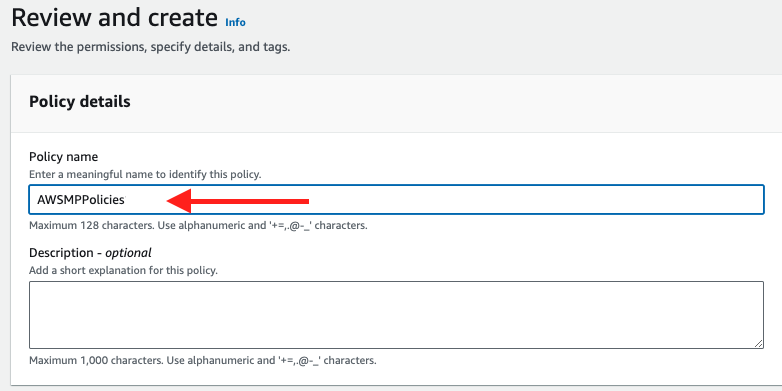 Review and create Info
Review the permissions, specify details, and tags.
Policy details
Policy name
Enter a meaningful name to identify this policy.
AWSMPPolicies
Maximum 128 characters. Use alphanumeric and '+=,.@-_' characters.
Description - optional
Add a short explanation for this policy.
Maximum 1,000 characters. Use alphanumeric and '+=,.@-_' characters.